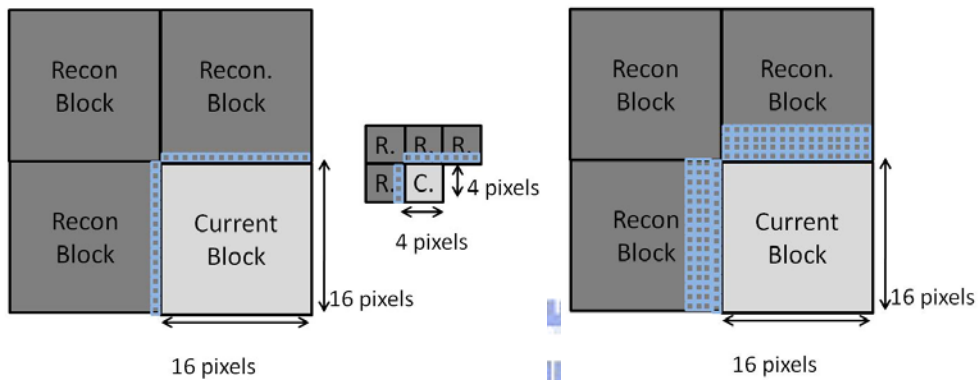 Recon
Block
Recon.
Block
Recon
Block
Current
Block
16 pixels
16 pixels
R. R. R.
R. C.
4 pixels
4 pixels
Recon
Block
Recon.
Block
Recon
Block
Current
Block
16 pixels
16 pixels